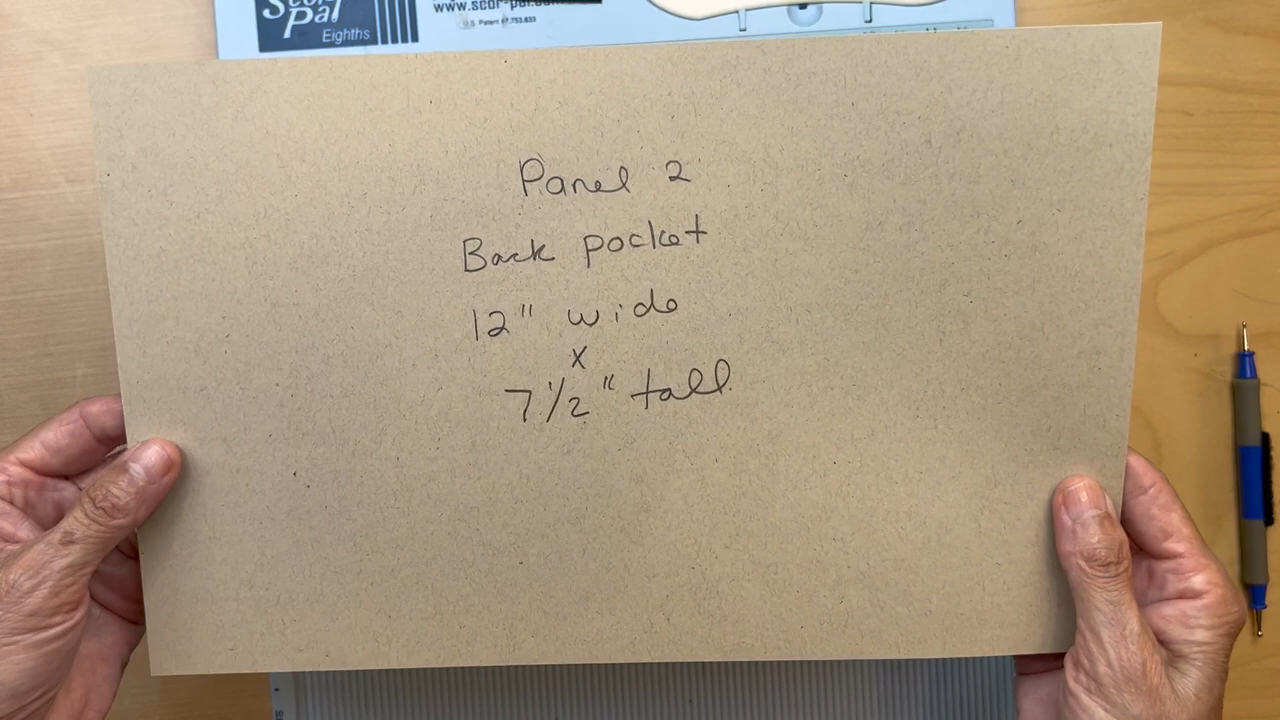 Scor-
Pal
Eighths
www.scor-pal.com
U.S. Patent #7,753,833
Panel 2
Back pocket
12" wide
x
7 1/2" tall